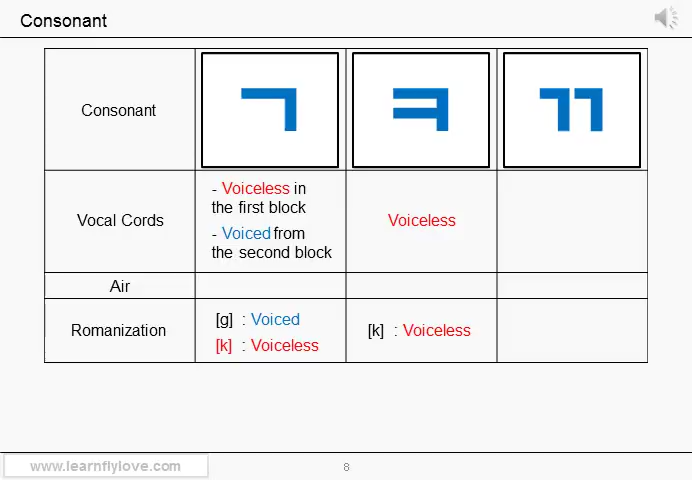 Consonant
Consonant ㄱ ㅋ ㄲ
Vocal Cords
- Voiceless in
the first block
- Voiced from
the second block
Voiceless
Air
Romanization
[g] : Voiced
[k] : Voiceless
[k] : Voiceless
www.learnflylove.com
8